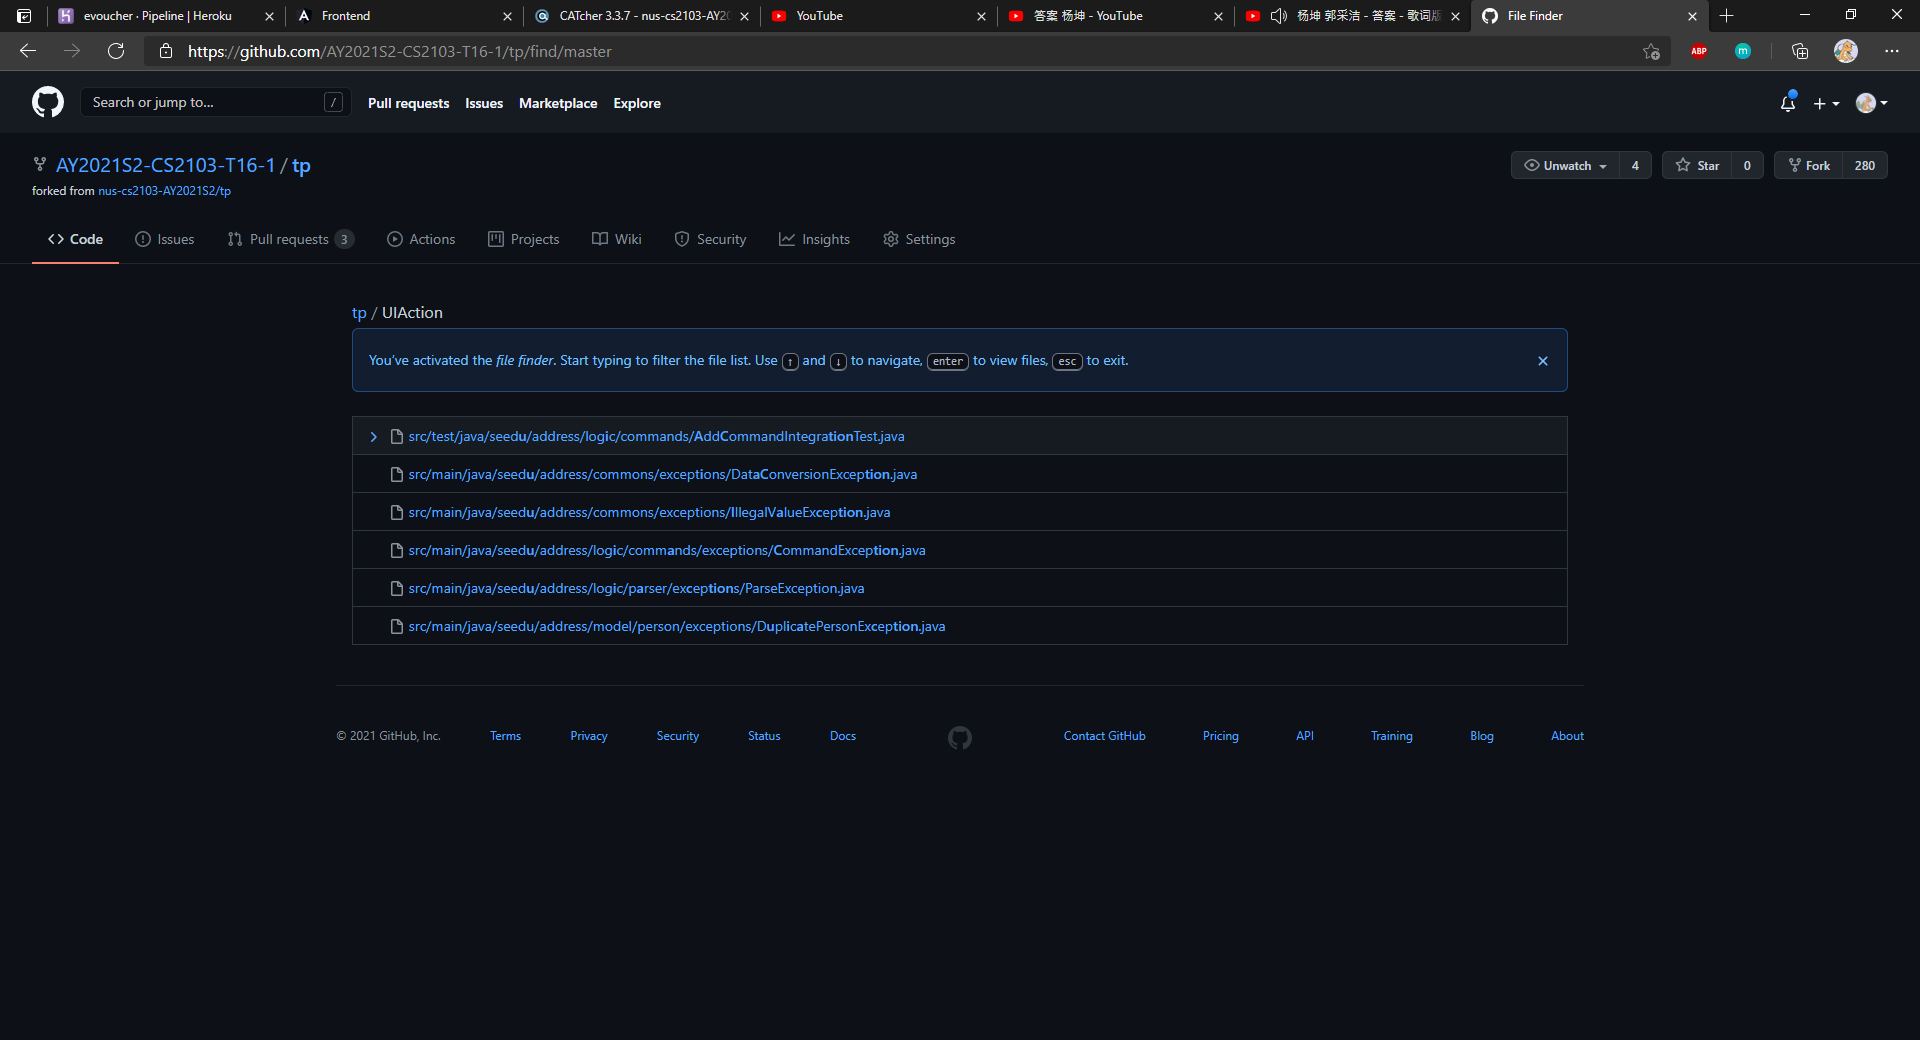 evoucher · Pipeline | Heroku
Frontend
CATcher 3.3.7 - nus-cs2103-AY20
YouTube
答案 杨坤 - YouTube
杨坤 郭采洁 - 答案 - 歌词版
File Finder
https://github.com/AY2021S2-CS2103-T16-1/tp/find/master
ABP
m
Search or jump to...
/
Pull requests
Issues
Marketplace
Explore
AY2021S2-CS2103-T16-1 / tp
Unwatch 4
Star 0
Fork 280
forked from nus-cs2103-AY2021S2/tp
Code
Issues
Pull requests 3
Actions
Projects
Wiki
Security
Insights
Settings
tp / UIAction
You've activated the file finder. Start typing to filter the file list. Use ↑ and ↓ to navigate, enter to view files, esc to exit.
src/test/java/seedu/address/logic/commands/AddCommandIntegrationTest.java
src/main/java/seedu/address/commons/exceptions/DataConversionException.java
src/main/java/seedu/address/commons/exceptions/IllegalValueException.java
src/main/java/seedu/address/logic/commands/exceptions/CommandException.java
src/main/java/seedu/address/logic/parser/exceptions/ParseException.java
src/main/java/seedu/address/model/person/exceptions/DuplicatePersonException.java
© 2021 GitHub, Inc.
Terms
Privacy
Security
Status
Docs
Contact GitHub
Pricing
API
Training
Blog
About